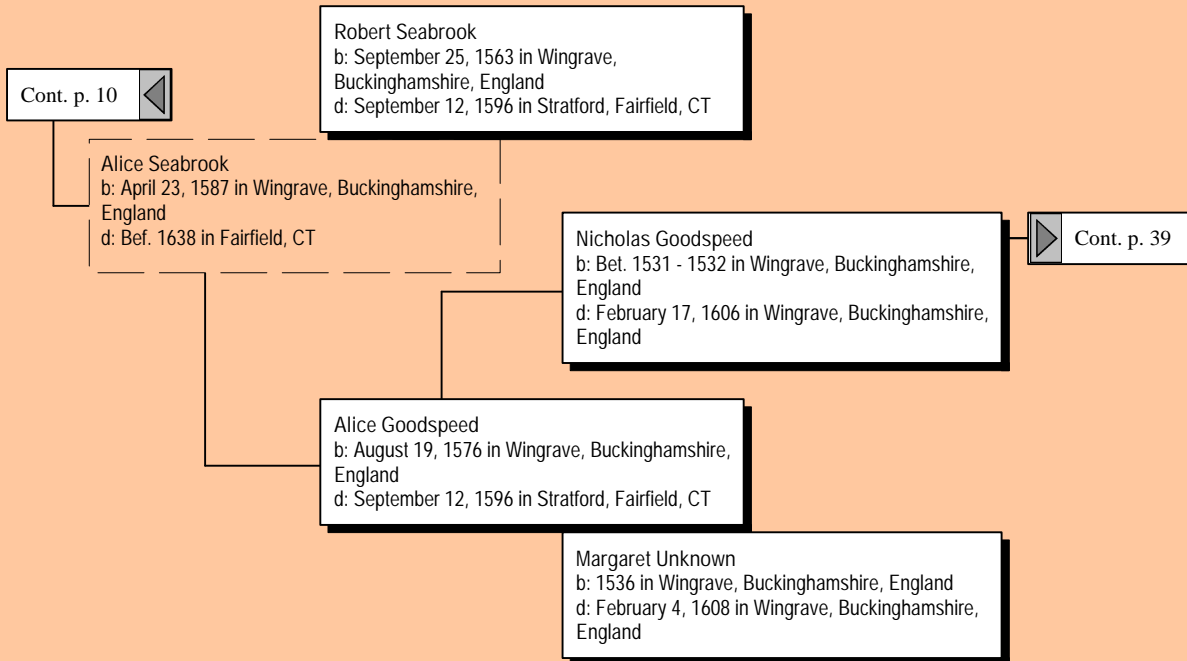 Robert Seabrook
b: September 25, 1563 in Wingrave,
Buckinghamshire, England
d: September 12, 1596 in Stratford, Fairfield, CT
Cont. p. 10
Alice Seabrook
b: April 23, 1587 in Wingrave, Buckinghamshire,
England
d: Bef. 1638 in Fairfield, CT
Nicholas Goodspeed
b: Bet. 1531 - 1532 in Wingrave, Buckinghamshire,
England
d: February 17, 1606 in Wingrave, Buckinghamshire,
England
Cont. p. 39
Alice Goodspeed
b: August 19, 1576 in Wingrave, Buckinghamshire,
England
d: September 12, 1596 in Stratford, Fairfield, CT
Margaret Unknown
b: 1536 in Wingrave, Buckinghamshire, England
d: February 4, 1608 in Wingrave, Buckinghamshire,
England